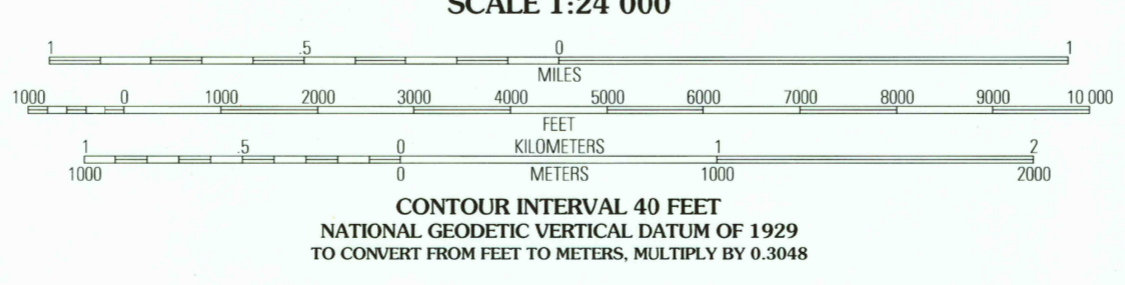 SCALE 1:24 000
1 .5 0 1
MILES
1000 0 1000 2000 3000 4000 5000 6000 7000 8000 9000 10 000
FEET
1 .5 0 KILOMETERS 1 2
1000 0 METERS 1000 2000
CONTOUR INTERVAL 40 FEET
NATIONAL GEODETIC VERTICAL DATUM OF 1929
TO CONVERT FROM FEET TO METERS, MULTIPLY BY 0.3048